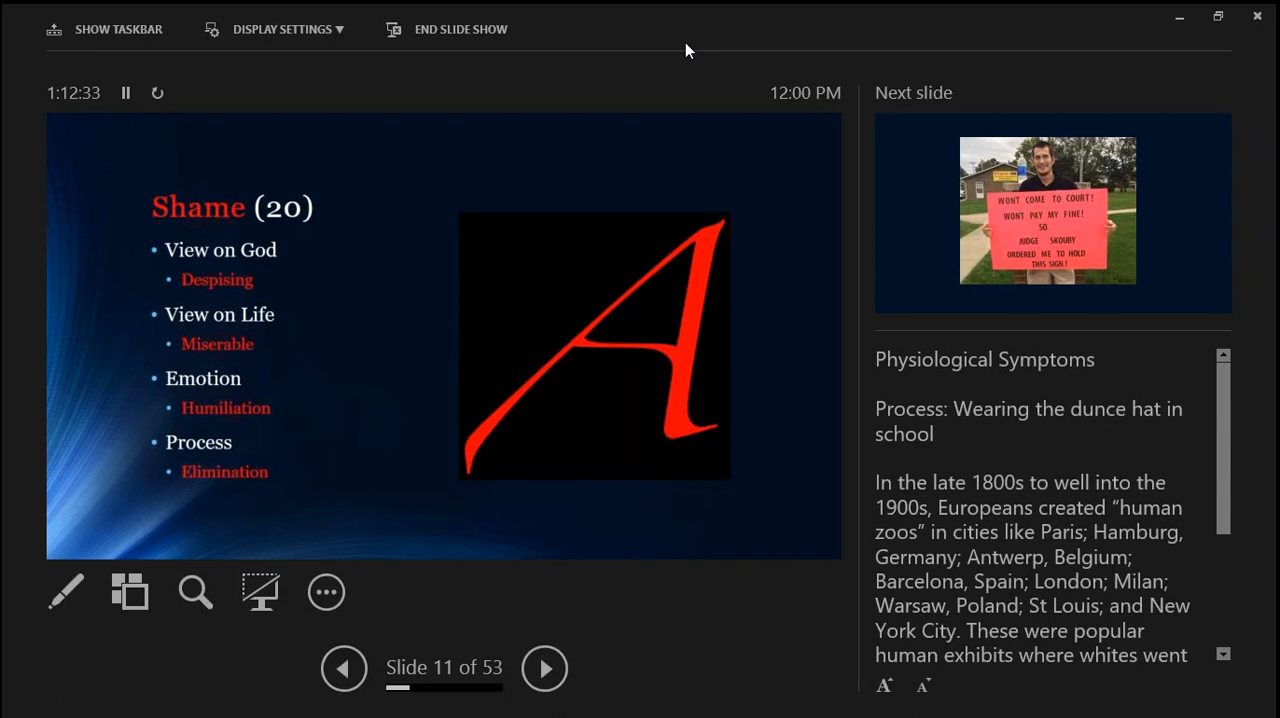 SHOW TASKBAR
DISPLAY SETTINGS ▼
END SLIDE SHOW
1:12:33
12:00 PM
Next slide
Shame (20)
• View on God
• Despising
• View on Life
• Miserable
• Emotion
• Humiliation
• Process
• Elimination
A
WONT COME TO COURT!
WONT PAY MY FINE!
SO
JUDGE SKOUBY
ORDERED ME TO HOLD
THIS SIGN!
Physiological Symptoms
Process: Wearing the dunce hat in
school
In the late 1800s to well into the
1900s, Europeans created “human
zoos” in cities like Paris; Hamburg,
Germany; Antwerp, Belgium;
Barcelona, Spain; London; Milan;
Warsaw, Poland; St Louis; and New
York City. These were popular
human exhibits where whites went
Slide 11 of 53
A A